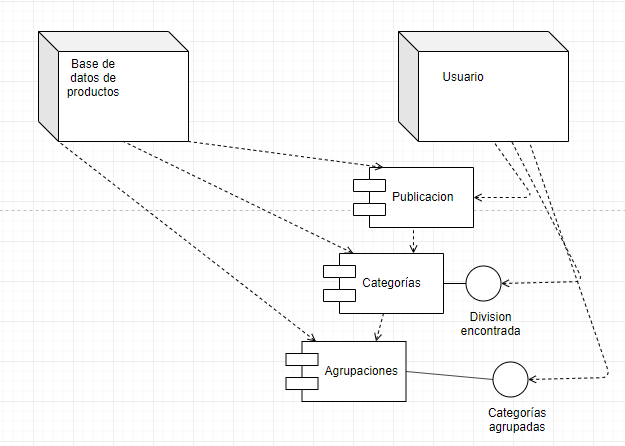 Base de
datos de
productos
Usuario
Publicacion
Categorías
Division
encontrada
Agrupaciones
Categorías
agrupadas